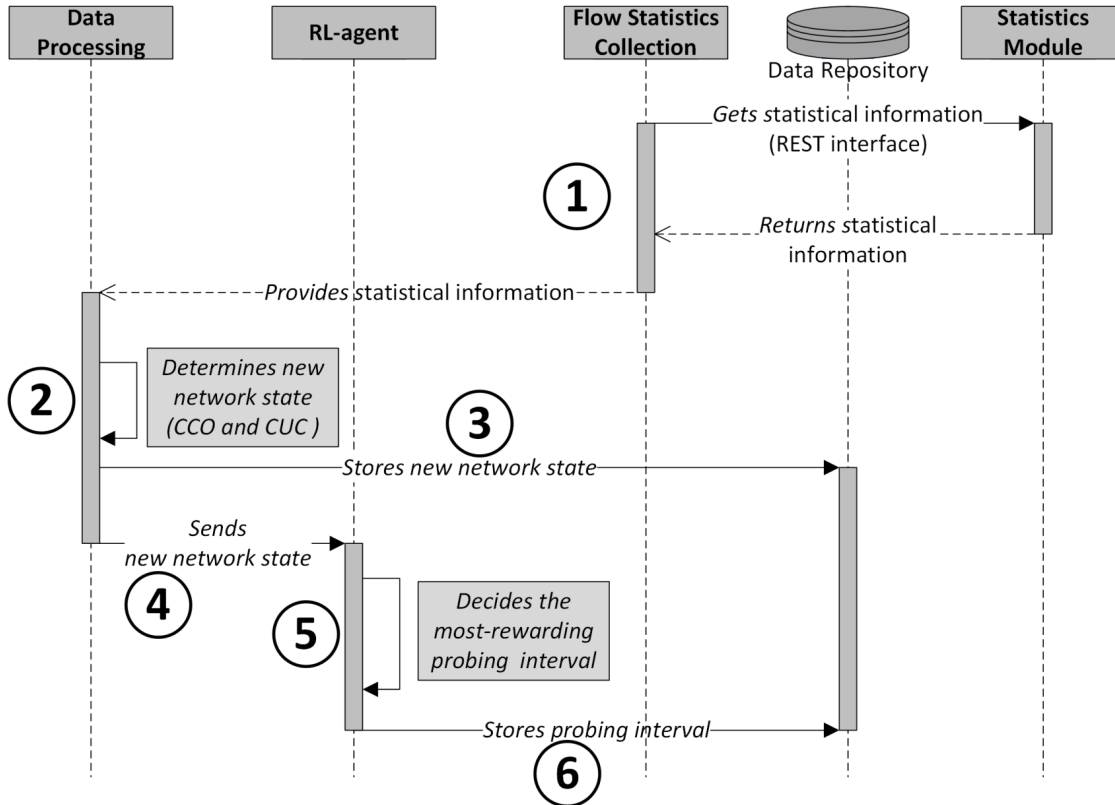 Data
Processing
RL-agent
Flow Statistics
Collection
Data Repository
Statistics
Module
Gets statistical information
(REST interface)
1
Returns statistical
information
Provides statistical information
2
Determines new
network state
(CCO and CUC )
3
Stores new network state
Sends
new network state
4
5
Decides the
most-rewarding
probing interval
Stores probing interval
6